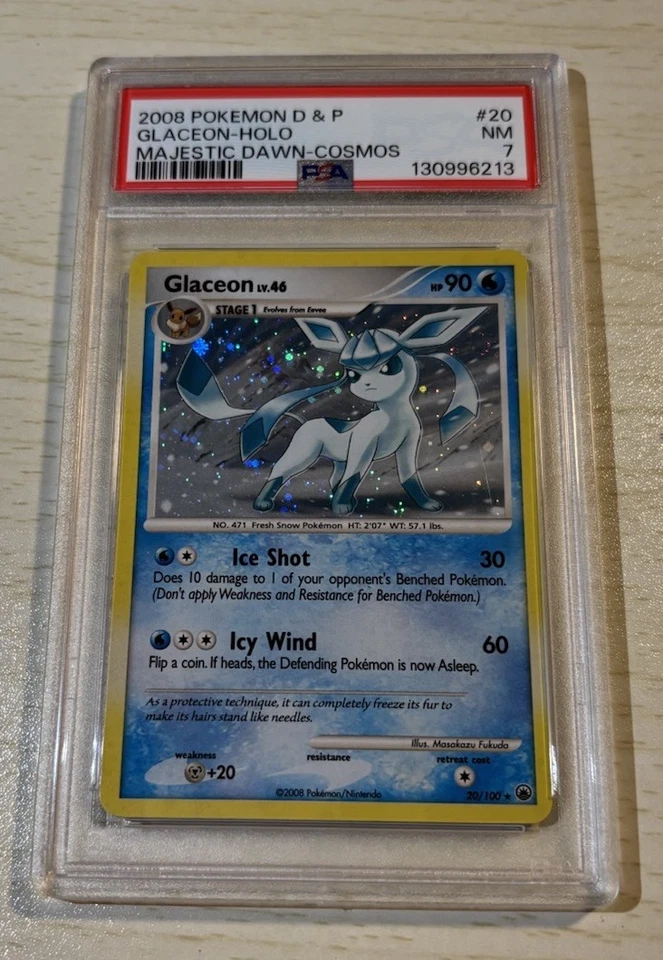 2008 POKEMON D & P #20
GLACEON-HOLO NM
MAJESTIC DAWN-COSMOS 7
PSA 130996213
Glaceon LV.46 HP 90
STAGE 1 Evolves from Eevee
NO. 471 Fresh Snow Pokémon HT: 2'07" WT: 57.1 lbs.
Ice Shot 30
Does 10 damage to 1 of your opponent's Benched Pokémon.
(Don't apply Weakness and Resistance for Benched Pokémon.)
Icy Wind 60
Flip a coin. If heads, the Defending Pokémon is now Asleep.
As a protective technique, it can completely freeze its fur to
make its hairs stand like needles.
Illus. Masakazu Fukuda
weakness resistance retreat cost
+20
©2008 Pokémon/Nintendo 20/100 ★